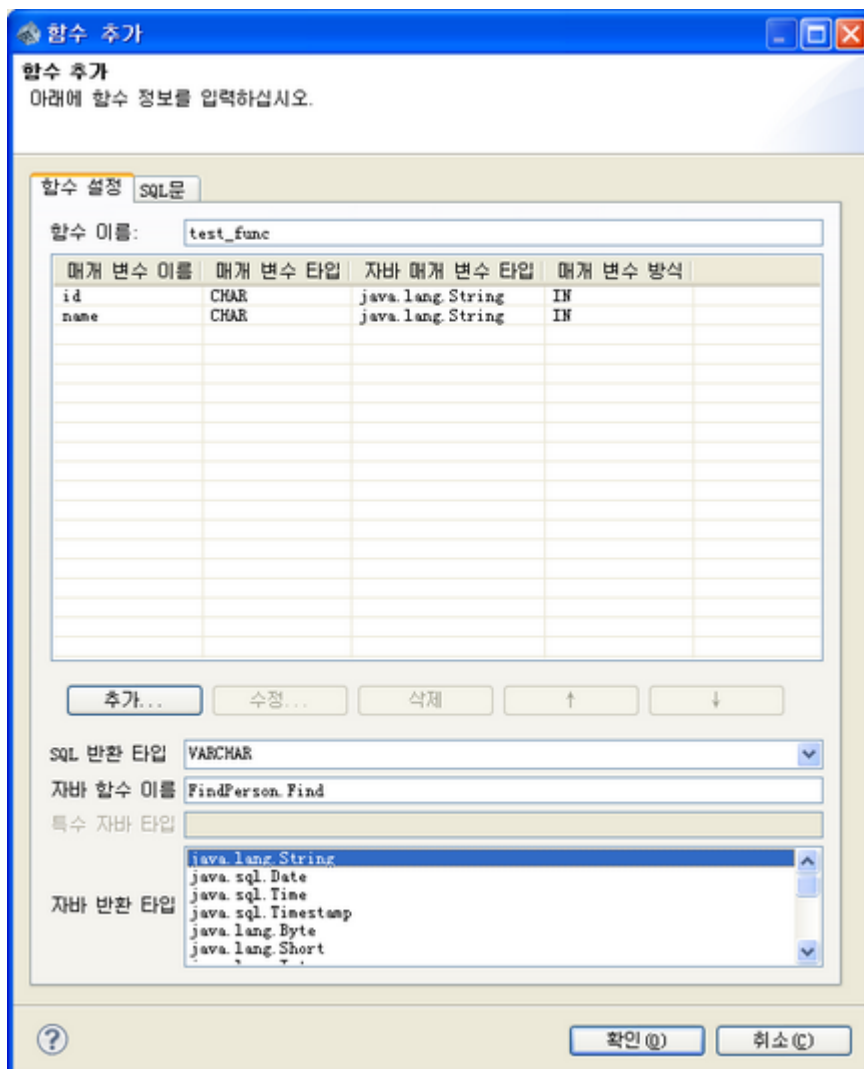 함수 추가
함수 추가
아래에 함수 정보를 입력하십시오.
함수 설정 SQL문
함수 이름: test_func
매개 변수 이름 매개 변수 타입 자바 매개 변수 타입 매개 변수 방식
id CHAR java.lang.String IN
name CHAR java.lang.String IN
추가... 수정... 삭제 ↑ ↓
SQL 반환 타입 VARCHAR
자바 함수 이름 FindPerson.Find
특수 자바 타입
자바 반환 타입
java.lang.String
java.sql.Date
java.sql.Time
java.sql.Timestamp
java.lang.Byte
java.lang.Short
확인(O) 취소(C)